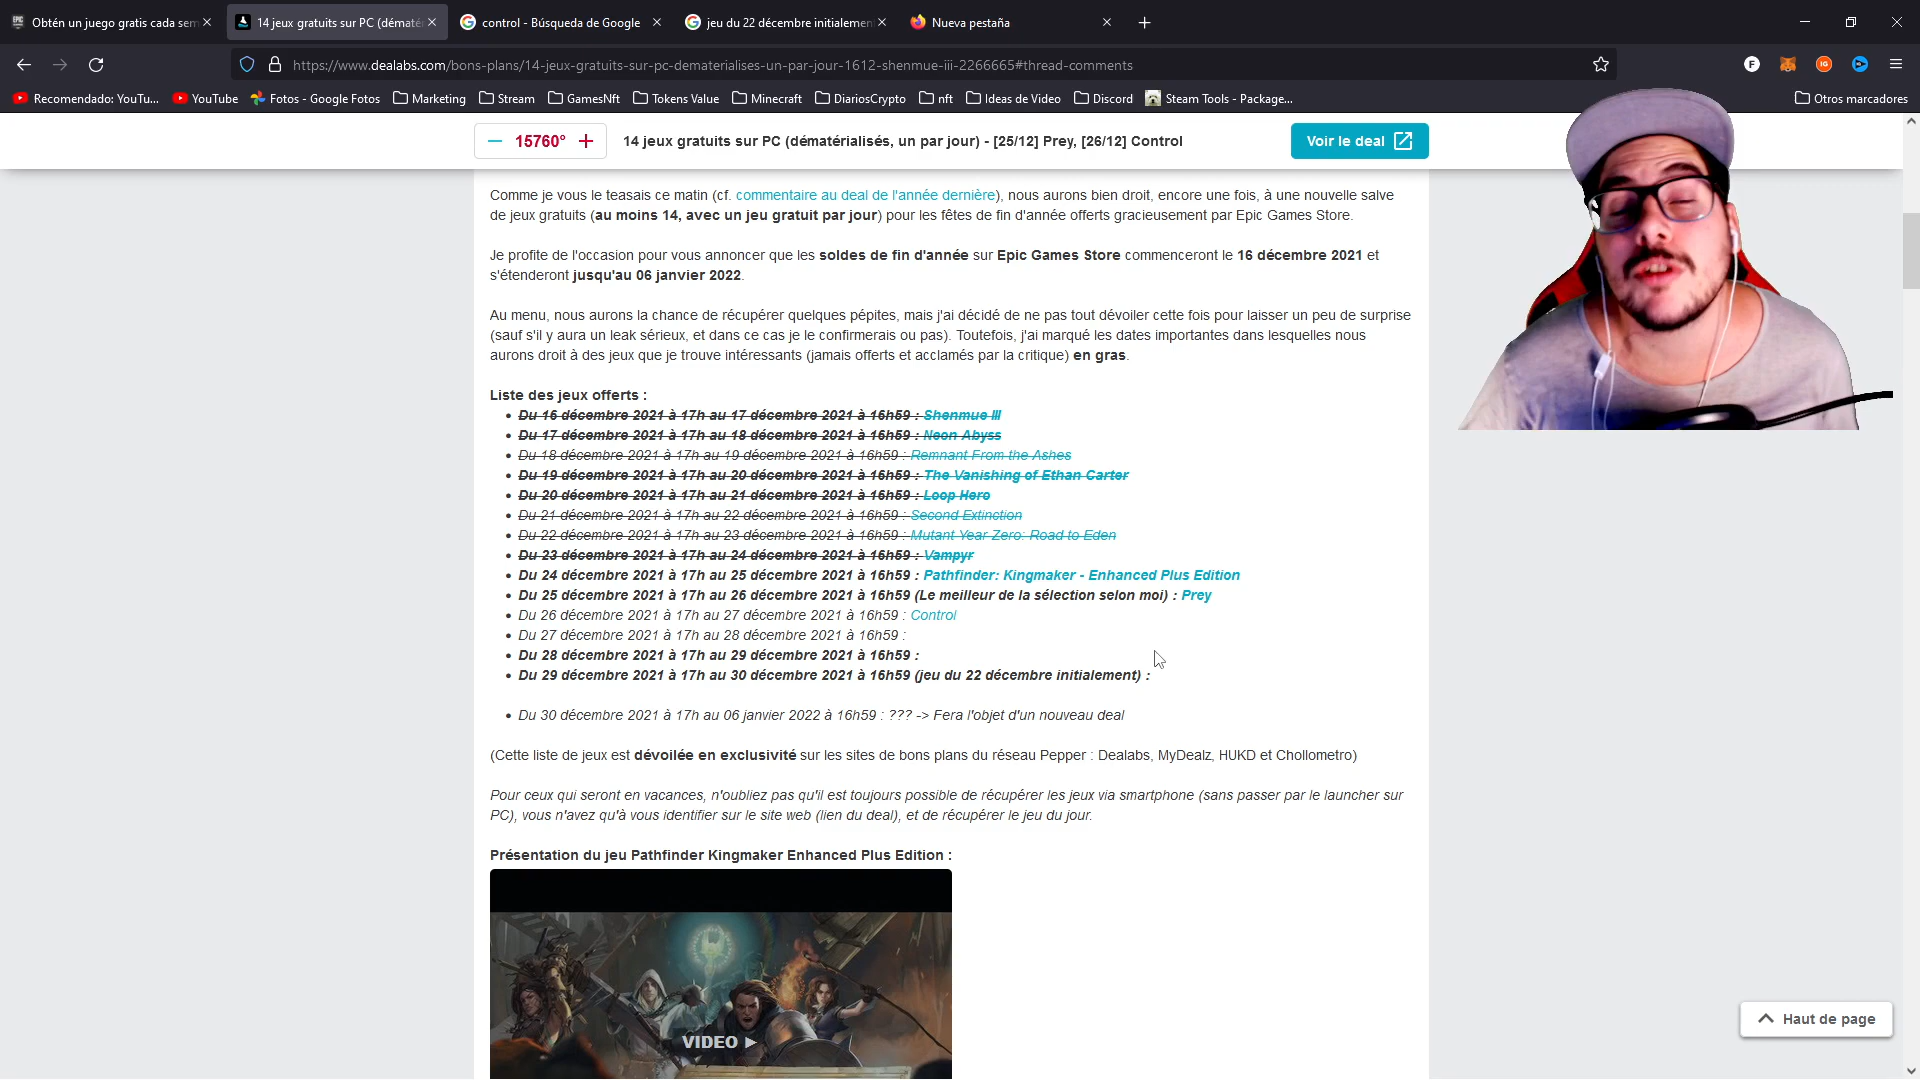 Obtén un juego gratis cada sem
14 jeux gratuits sur PC (dématé
control - Búsqueda de Google
jeu du 22 décembre initialemen
Nueva pestaña
https://www.dealabs.com/bons-plans/14-jeux-gratuits-sur-pc-dematerialises-un-par-jour-1612-shenmue-iii-2266665#thread-comments
Recomendado: YouTu...
YouTube
Fotos - Google Fotos
Marketing
Stream
GamesNft
Tokens Value
Minecraft
DiariosCrypto
nft
Ideas de Video
Discord
Steam Tools - Package...
Otros marcadores
15760°
14 jeux gratuits sur PC (dématérialisés, un par jour) - [25/12] Prey, [26/12] Control
Voir le deal
Comme je vous le teasais ce matin (cf. commentaire au deal de l'année dernière), nous aurons bien droit, encore une fois, à une nouvelle salve
de jeux gratuits (au moins 14, avec un jeu gratuit par jour) pour les fêtes de fin d'année offerts gracieusement par Epic Games Store.
Je profite de l'occasion pour vous annoncer que les soldes de fin d'année sur Epic Games Store commenceront le 16 décembre 2021 et
s'étenderont jusqu'au 06 janvier 2022.
Au menu, nous aurons la chance de récupérer quelques pépites, mais j'ai décidé de ne pas tout dévoiler cette fois pour laisser un peu de surprise
(sauf s'il y aura un leak sérieux, et dans ce cas je le confirmerais ou pas). Toutefois, j'ai marqué les dates importantes dans lesquelles nous
aurons droit à des jeux que je trouve intéressants (jamais offerts et acclamés par la critique) en gras.
Liste des jeux offerts :
• Du 16 décembre 2021 à 17h au 17 décembre 2021 à 16h59 : Shenmue III
• Du 17 décembre 2021 à 17h au 18 décembre 2021 à 16h59 : Neon Abyss
• Du 18 décembre 2021 à 17h au 19 décembre 2021 à 16h59 : Remnant From the Ashes
• Du 19 décembre 2021 à 17h au 20 décembre 2021 à 16h59 : The Vanishing of Ethan Carter
• Du 20 décembre 2021 à 17h au 21 décembre 2021 à 16h59 : Loop Hero
• Du 21 décembre 2021 à 17h au 22 décembre 2021 à 16h59 : Second Extinction
• Du 22 décembre 2021 à 17h au 23 décembre 2021 à 16h59 : Mutant Year Zero: Road to Eden
• Du 23 décembre 2021 à 17h au 24 décembre 2021 à 16h59 : Vampyr
• Du 24 décembre 2021 à 17h au 25 décembre 2021 à 16h59 : Pathfinder: Kingmaker - Enhanced Plus Edition
• Du 25 décembre 2021 à 17h au 26 décembre 2021 à 16h59 (Le meilleur de la sélection selon moi) : Prey
• Du 26 décembre 2021 à 17h au 27 décembre 2021 à 16h59 : Control
• Du 27 décembre 2021 à 17h au 28 décembre 2021 à 16h59 :
• Du 28 décembre 2021 à 17h au 29 décembre 2021 à 16h59 :
• Du 29 décembre 2021 à 17h au 30 décembre 2021 à 16h59 (jeu du 22 décembre initialement) :
• Du 30 décembre 2021 à 17h au 06 janvier 2022 à 16h59 : ??? -> Fera l'objet d'un nouveau deal
(Cette liste de jeux est dévoilée en exclusivité sur les sites de bons plans du réseau Pepper : Dealabs, MyDealz, HUKD et Chollometro)
Pour ceux qui seront en vacances, n'oubliez pas qu'il est toujours possible de récupérer les jeux via smartphone (sans passer par le launcher sur
PC), vous n'avez qu'à vous identifier sur le site web (lien du deal), et de récupérer le jeu du jour.
Présentation du jeu Pathfinder Kingmaker Enhanced Plus Edition :
VIDEO
Haut de page